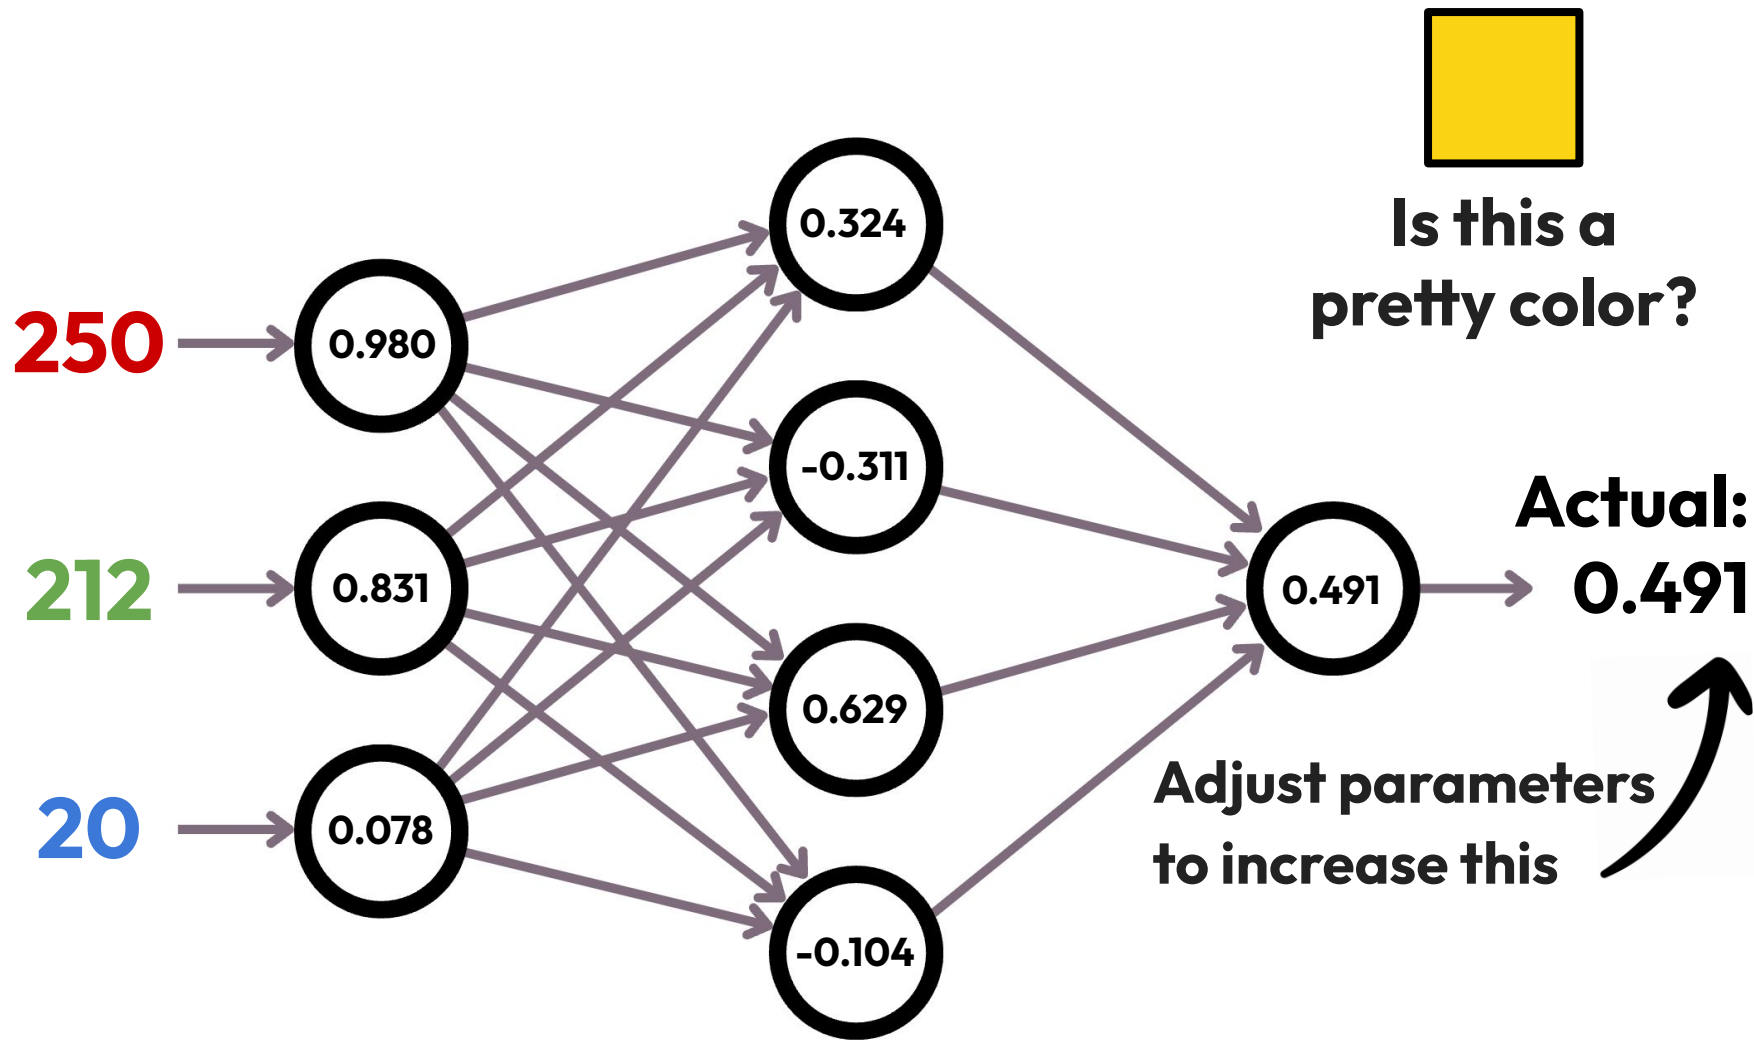 Is this a
pretty color?
250
212
20
0.980
0.831
0.078
0.324
-0.311
0.629
-0.104
0.491
Actual:
0.491
Adjust parameters
to increase this